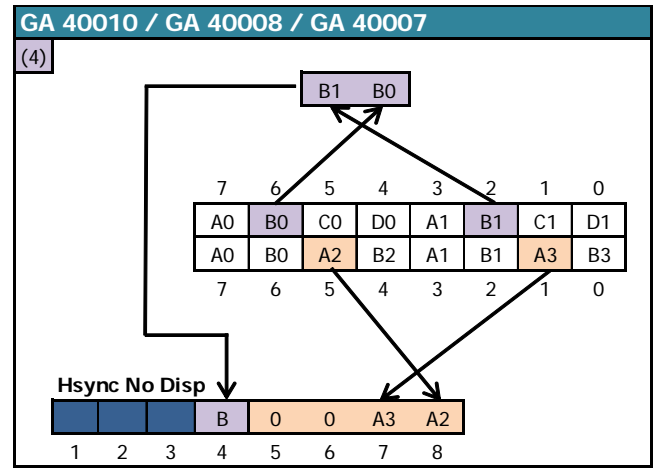 GA 40010 / GA 40008 / GA 40007
(4)
B1 B0
7 6 5 4 3 2 1 0
A0 B0 C0 D0 A1 B1 C1 D1
A0 B0 A2 B2 A1 B1 A3 B3
7 6 5 4 3 2 1 0
Hsync No Disp
B 0 0 A3 A2
1 2 3 4 5 6 7 8